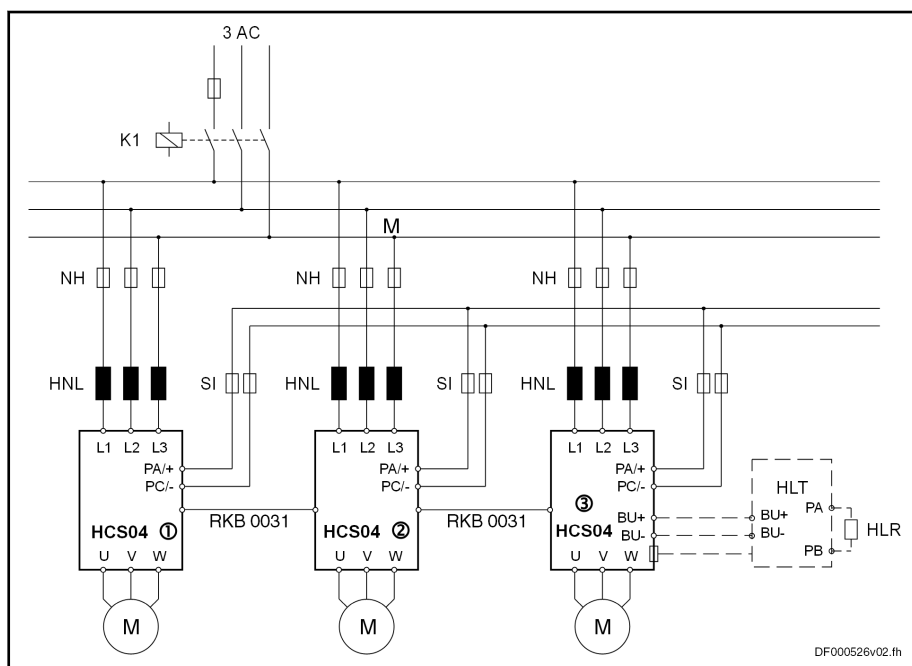 3 AC
K1
M
NH NH NH
HNL SI HNL SI HNL SI
L1 L2 L3 L1 L2 L3 L1 L2 L3
PA/+ PA/+ PA/+
PC/- PC/- PC/-
HLT
③
BU+ BU+ PA
HCS04 ① RKB 0031 HCS04 ② RKB 0031 HCS04 BU- BU- HLR
U V W U V W U V W PB
M M M
DF000526v02.fh